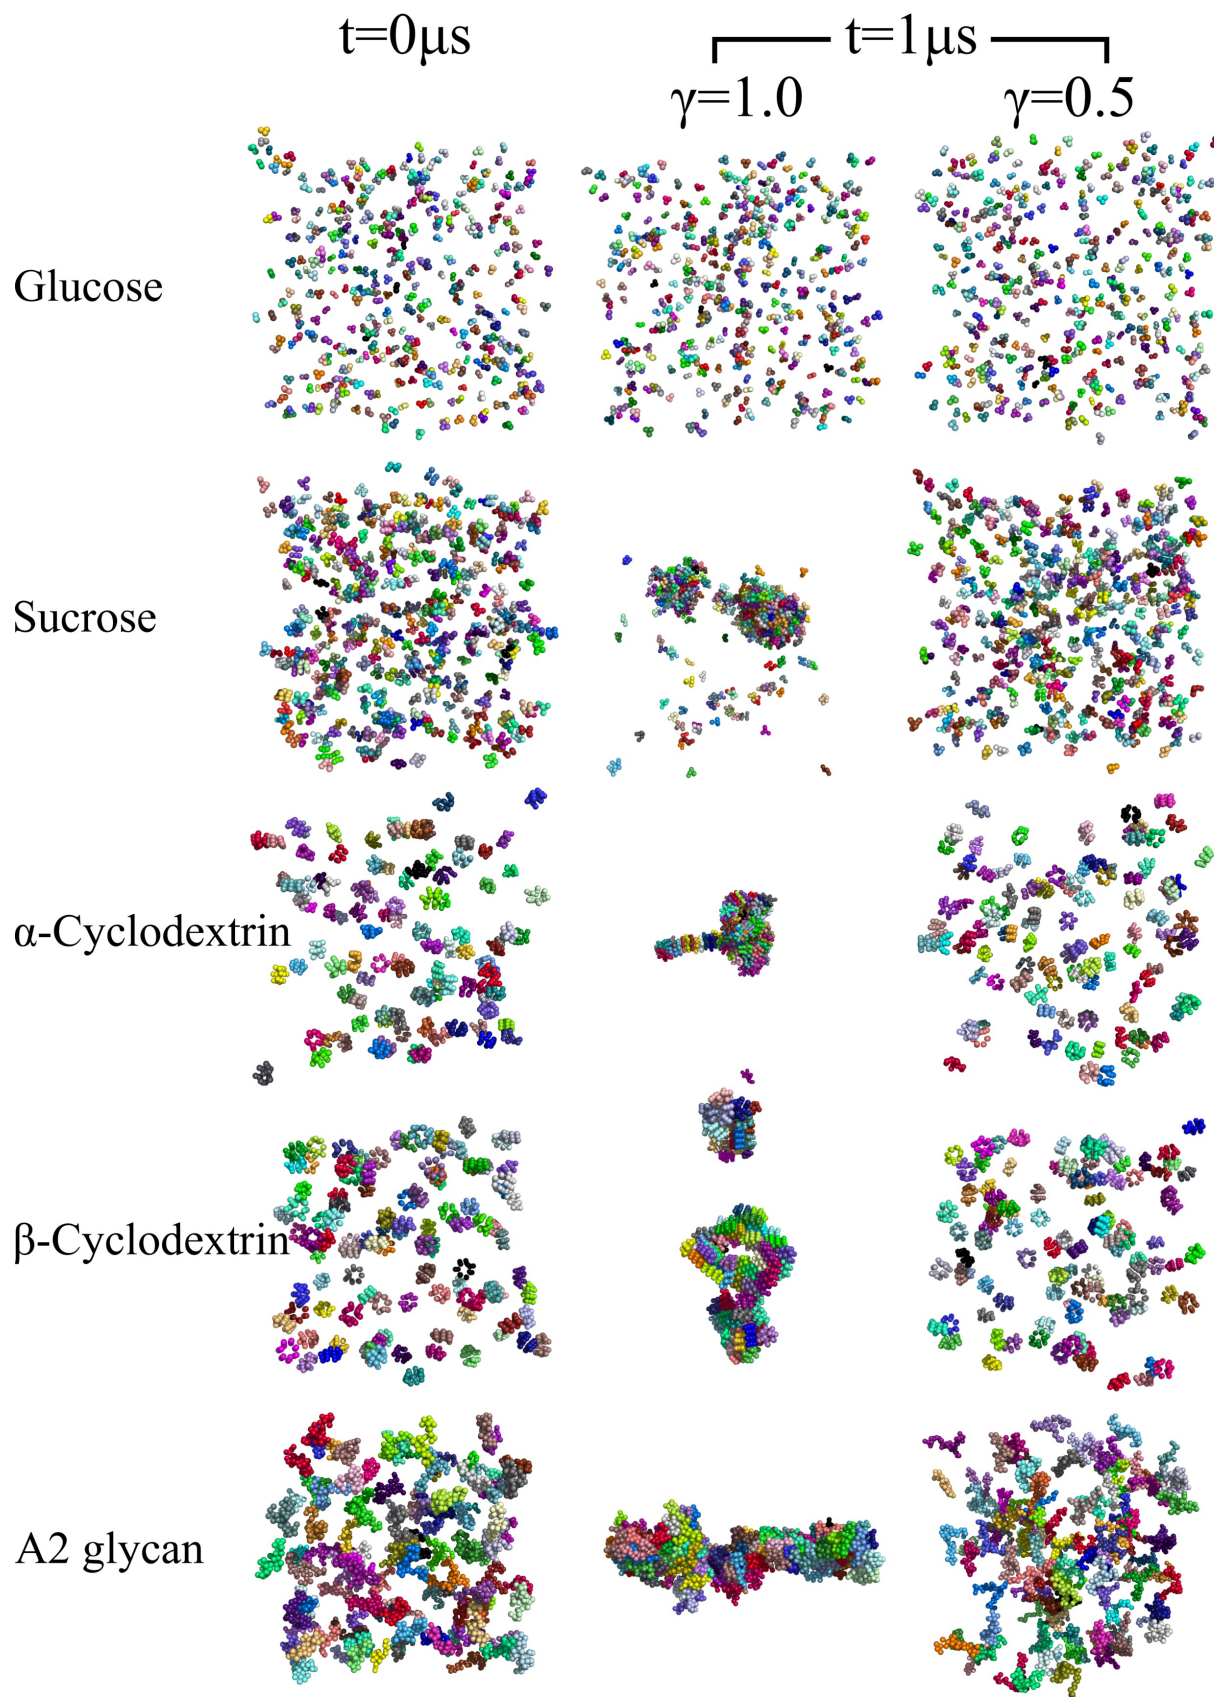 t=0μs
t=1μs
γ=1.0
γ=0.5
Glucose
Sucrose
α-Cyclodextrin
β-Cyclodextrin
A2 glycan